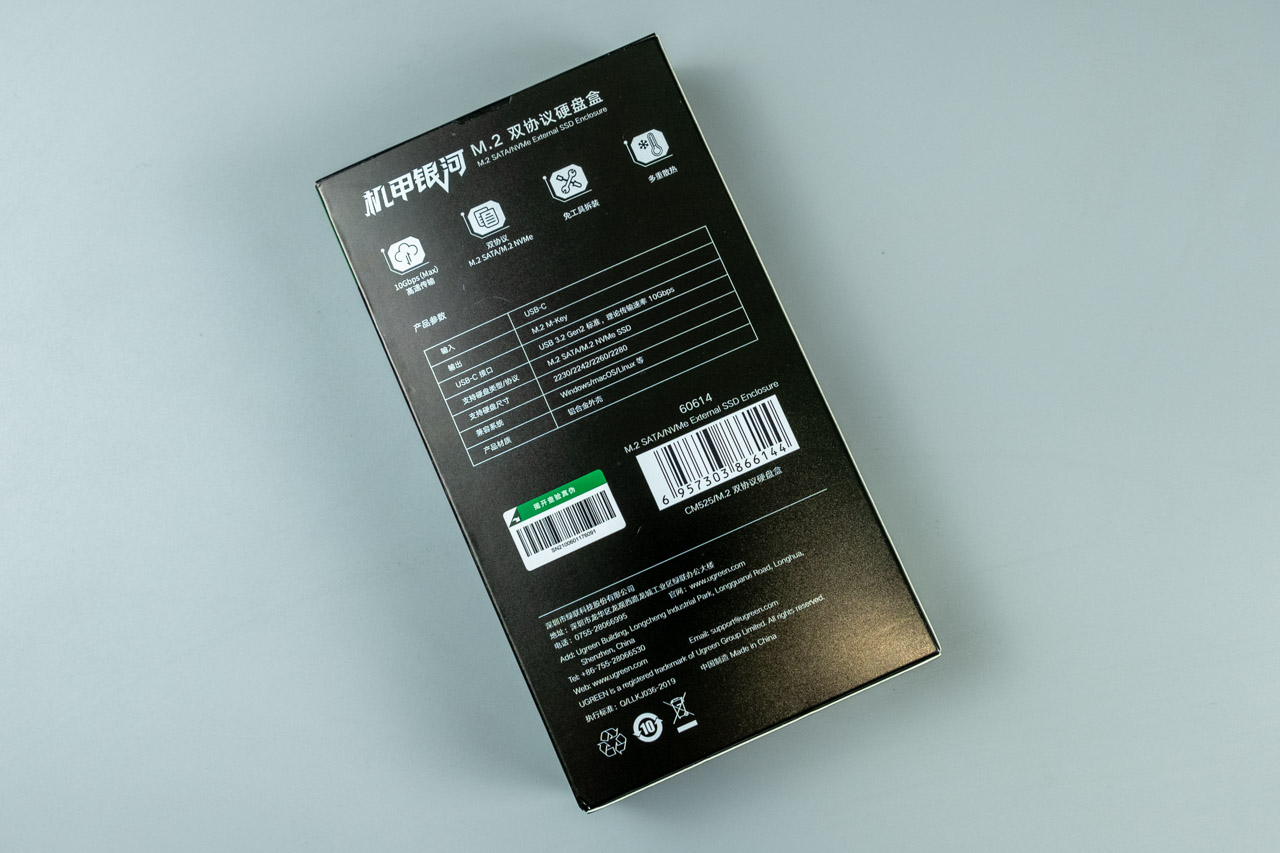 机甲银河 M.2 双协议硬盘盒
M.2 SATA/NVMe External SSD Enclosure
10Gbps(Max)
高速传输
双协议
M.2 SATA/M.2 NVMe
免工具拆装
多重散热
产品参数
输入 USB-C
输出 M.2 M-Key
USB-C 接口 USB 3.2 Gen2 标准，理论传输速率 10Gbps
支持硬盘类型/协议 M.2 SATA/M.2 NVMe SSD
支持硬盘尺寸 2230/2242/2260/2280
兼容系统 Windows/macOS/Linux 等
产品材质 铝合金外壳
60614
M.2 SATA/NVMe External SSD Enclosure
6 957303 866144
CM525/M.2 双协议硬盘盒
揭开查验真伪
SN2100601176091
深圳市绿联科技股份有限公司
地址：深圳市龙华区龙观西路龙城工业区绿联办公大楼
电话：0755-28066995 官网：www.ugreen.com
Add: Ugreen Building, Longcheng Industrial Park, Longguanxi Road, Longhua,
Shenzhen, China
Tel: +86-755-28066530 Email: support@ugreen.com
Web: www.ugreen.com
UGREEN is a registered trademark of Ugreen Group Limited. All rights reserved.
执行标准：Q/LLKJ036-2019 中国制造 Made in China
10